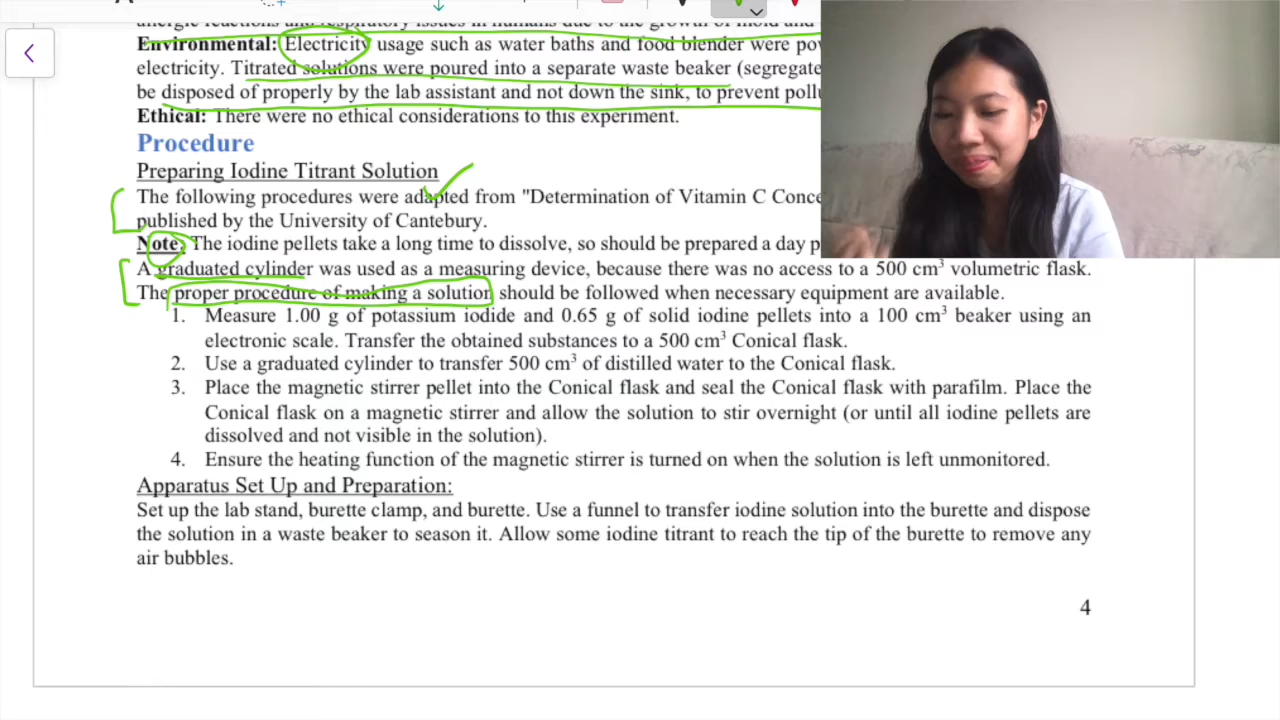 allergic reactions and respiratory issues in humans due to the growth of mold and
Environmental: Electricity usage such as water baths and food blender were pow
electricity. Titrated solutions were poured into a separate waste beaker (segregate
be disposed of properly by the lab assistant and not down the sink, to prevent pollu
Ethical: There were no ethical considerations to this experiment.
Procedure
Preparing Iodine Titrant Solution
The following procedures were adapted from "Determination of Vitamin C Conce
published by the University of Cantebury.
Note: The iodine pellets take a long time to dissolve, so should be prepared a day p
A graduated cylinder was used as a measuring device, because there was no access to a 500 cm³ volumetric flask.
The proper procedure of making a solution should be followed when necessary equipment are available.
1. Measure 1.00 g of potassium iodide and 0.65 g of solid iodine pellets into a 100 cm³ beaker using an
electronic scale. Transfer the obtained substances to a 500 cm³ Conical flask.
2. Use a graduated cylinder to transfer 500 cm³ of distilled water to the Conical flask.
3. Place the magnetic stirrer pellet into the Conical flask and seal the Conical flask with parafilm. Place the
Conical flask on a magnetic stirrer and allow the solution to stir overnight (or until all iodine pellets are
dissolved and not visible in the solution).
4. Ensure the heating function of the magnetic stirrer is turned on when the solution is left unmonitored.
Apparatus Set Up and Preparation:
Set up the lab stand, burette clamp, and burette. Use a funnel to transfer iodine solution into the burette and dispose
the solution in a waste beaker to season it. Allow some iodine titrant to reach the tip of the burette to remove any
air bubbles.
4